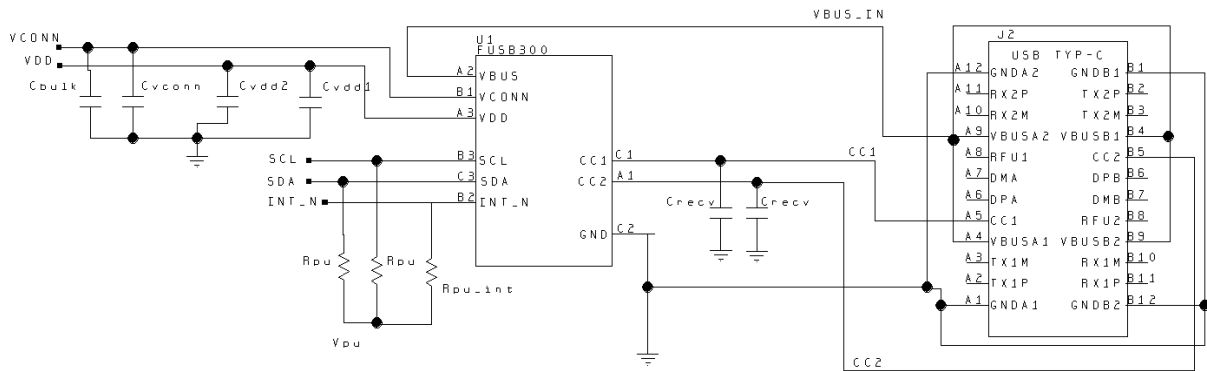 VBUS_IN
VCONN
VDD
Cbulk
Cvconn
Cvdd2
Cvdd1
U1
FUSB300
A2 VBUS
B1 VCONN
A3 VDD
SCL B3 SCL
SDA C3 SDA
INT_N B2 INT_N
CC1 C1 CC1
CC2 A1
GND C2
Crecv Crecv
Rpu Rpu Rpu_int
Vpu
CC2
J2
USB TYP-C
A12 GNDA2 GNDB1 B1
A11 RX2P TX2P B2
A10 RX2M TX2M B3
A9 VBUSA2 VBUSB1 B4
A8 RFU1 CC2 B5
A7 DMA DPB B6
A6 DPA DMB B7
A5 CC1 RFU2 B8
A4 VBUSA1 VBUSB2 B9
A3 TX1M RX1M B10
A2 TX1P RX1P B11
A1 GNDA1 GNDB2 B12